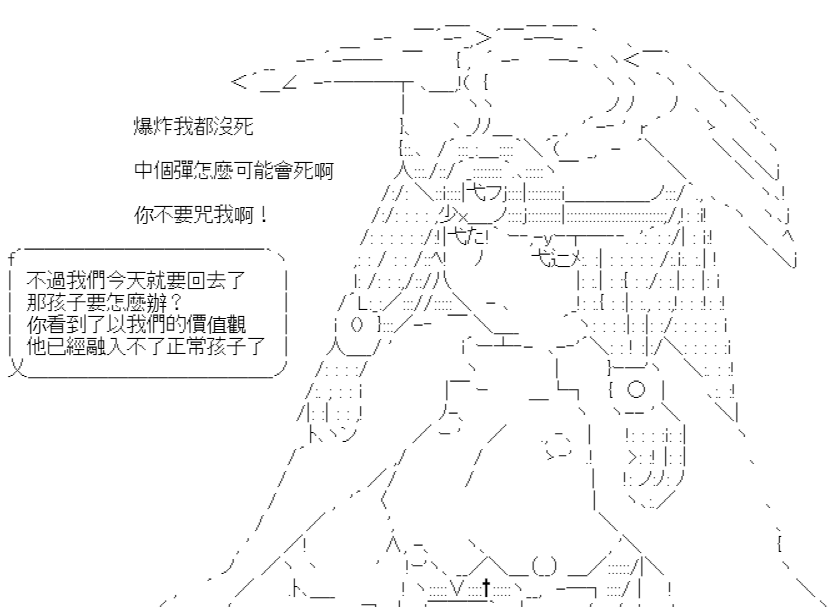 爆炸我都沒死
中個彈怎麼可能會死啊
你不要咒我啊！
不過我們今天就要回去了
那孩子要怎麼辦？
你看到了以我們的價值觀
他已經融入不了正常孩子了